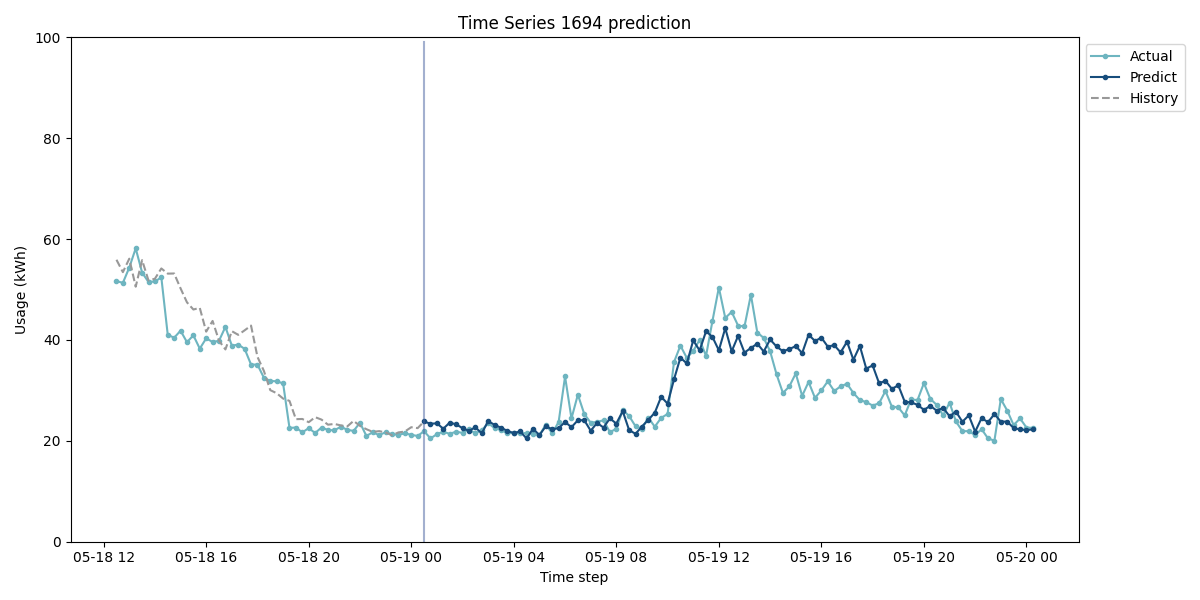 Time Series 1694 prediction
Usage (kWh)
100
80
60
40
20
0
05-18 12
05-18 16
05-18 20
05-19 00
05-19 04
05-19 08
05-19 12
05-19 16
05-19 20
05-20 00
Time step
Actual
Predict
History